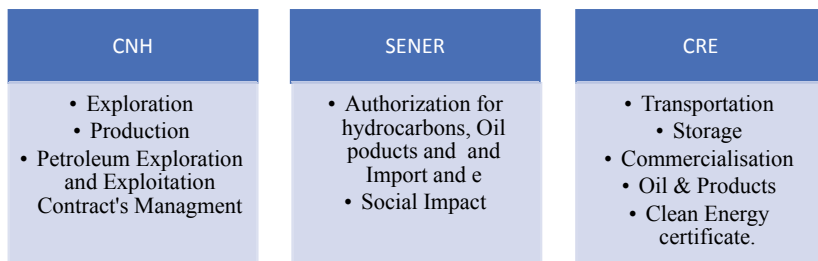 CNH
• Exploration
• Production
• Petroleum Exploration
and Exploitation
Contract's Managment
SENER
• Authorization for
hydrocarbons, Oil
poducts and and
Import and e
• Social Impact
CRE
• Transportation
• Storage
• Commercialisation
• Oil & Products
• Clean Energy
certificate.